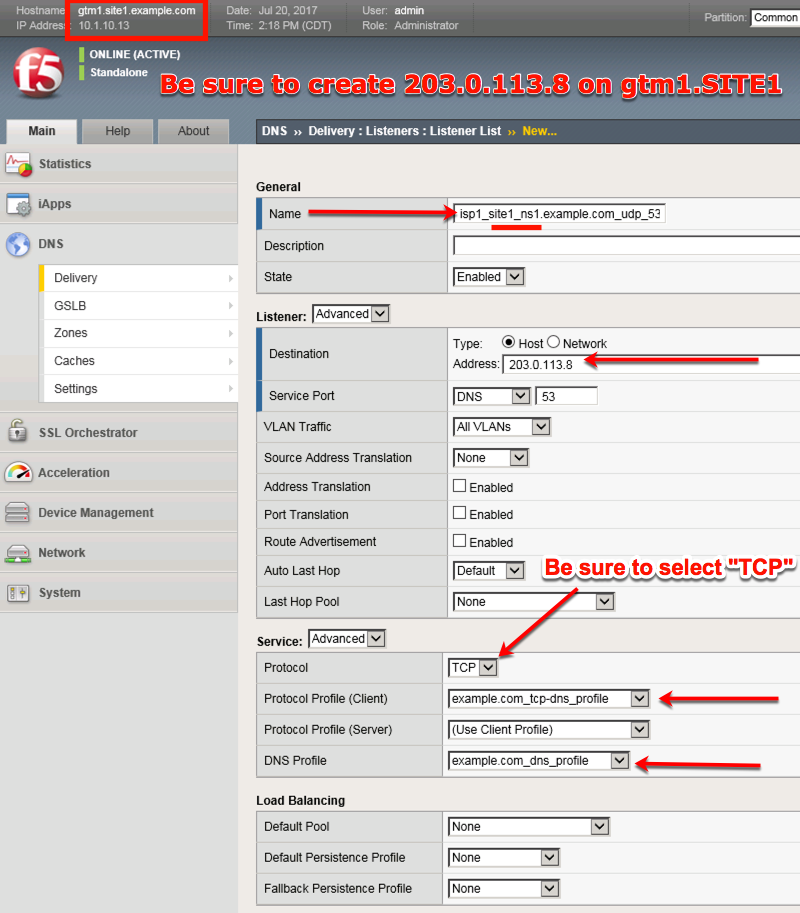 Hostname gtm1.site1.example.com Date: Jul 20, 2017 User: admin
IP Address 10.1.10.13 Time: 2:18 PM (CDT) Role: Administrator
Partition: Common
f5
ONLINE (ACTIVE)
Standalone
Be sure to create 203.0.113.8 on gtm1.SITE1
Main Help About
DNS ›› Delivery : Listeners : Listener List ›› New...
Statistics
iApps
DNS
Delivery
GSLB
Zones
Caches
Settings
SSL Orchestrator
Acceleration
Device Management
Network
System
General
Name isp1_site1_ns1.example.com_udp_53
Description
State Enabled
Listener: Advanced
Destination Type: Host Network
Address: 203.0.113.8
Service Port DNS 53
VLAN Traffic All VLANs
Source Address Translation None
Address Translation Enabled
Port Translation Enabled
Route Advertisement Enabled
Auto Last Hop Default
Be sure to select "TCP"
Last Hop Pool None
Service: Advanced
Protocol TCP
Protocol Profile (Client) example.com_tcp-dns_profile
Protocol Profile (Server) (Use Client Profile)
DNS Profile example.com_dns_profile
Load Balancing
Default Pool None
Default Persistence Profile None
Fallback Persistence Profile None